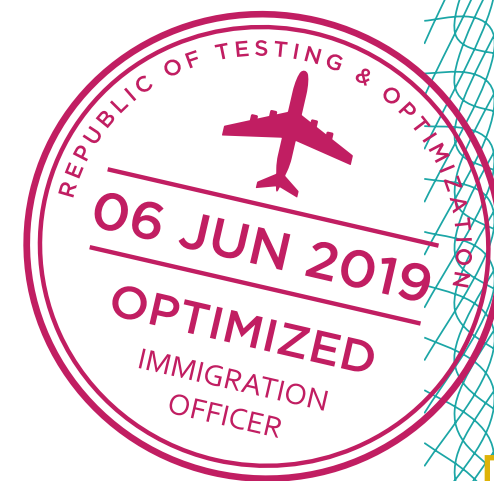 REPUBLIC OF TESTING & OPTIMIZATION
06 JUN 2019
OPTIMIZED
IMMIGRATION
OFFICER